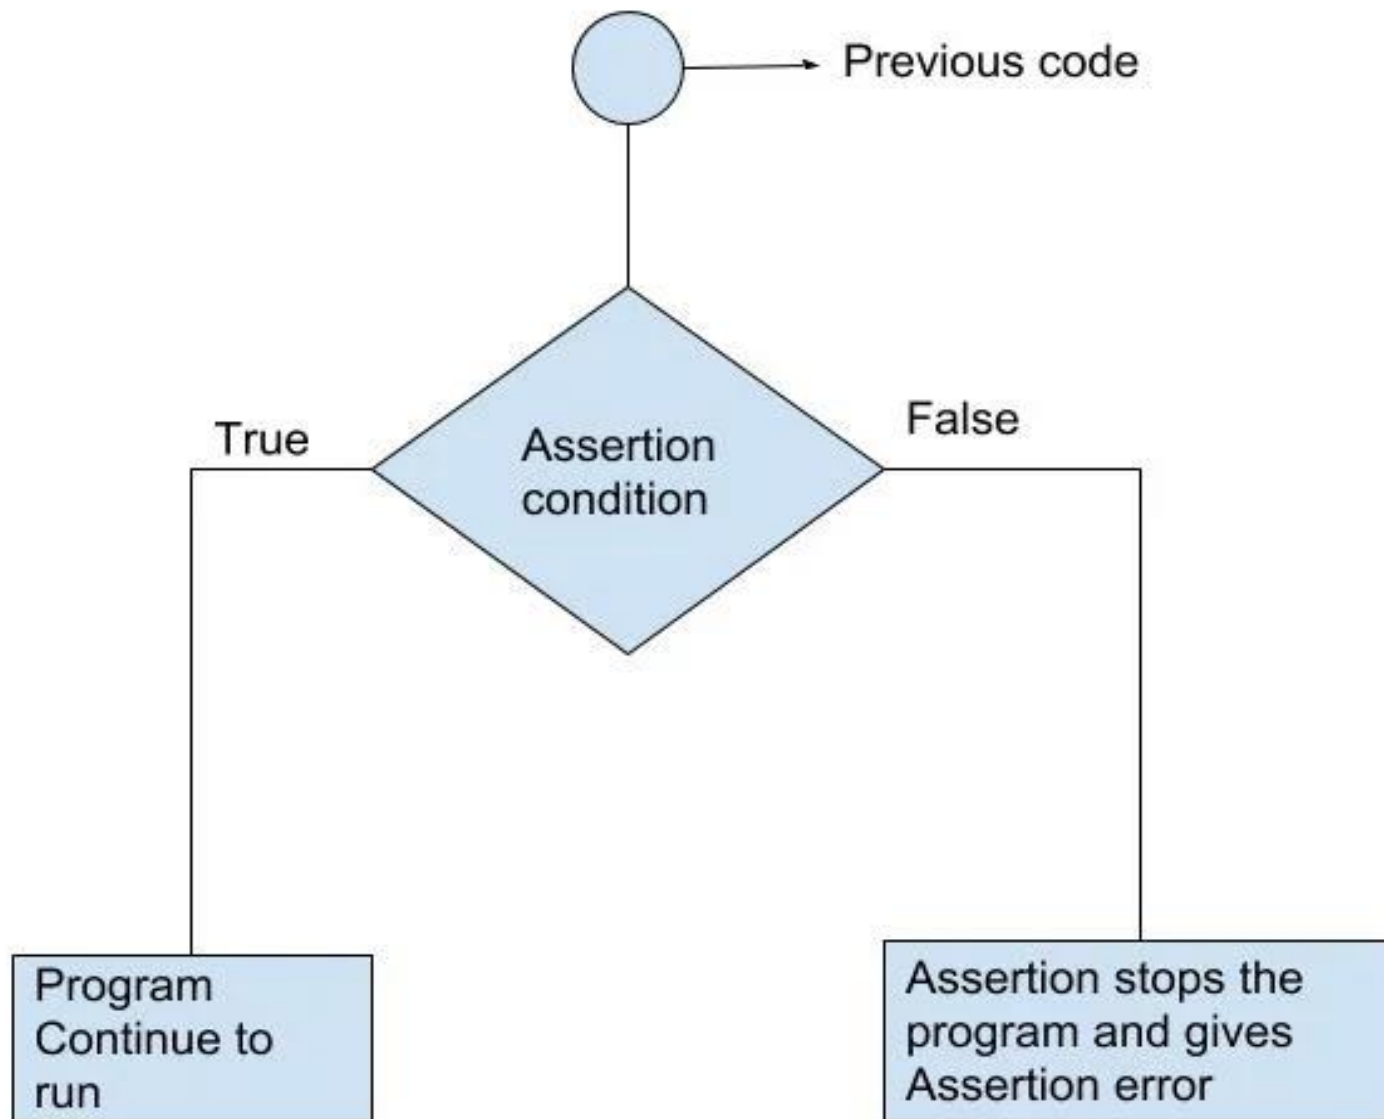 Previous code
True
False
Assertion
condition
Program
Continue to
run
Assertion stops the
program and gives
Assertion error